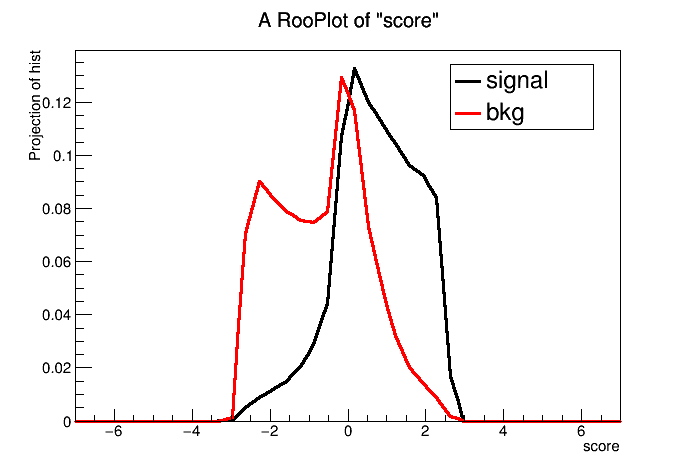 A RooPlot of "score"
Projection of hist
signal
bkg
0.12
0.1
0.08
0.06
0.04
0.02
0
−6
−4
−2
0
2
4
6
score